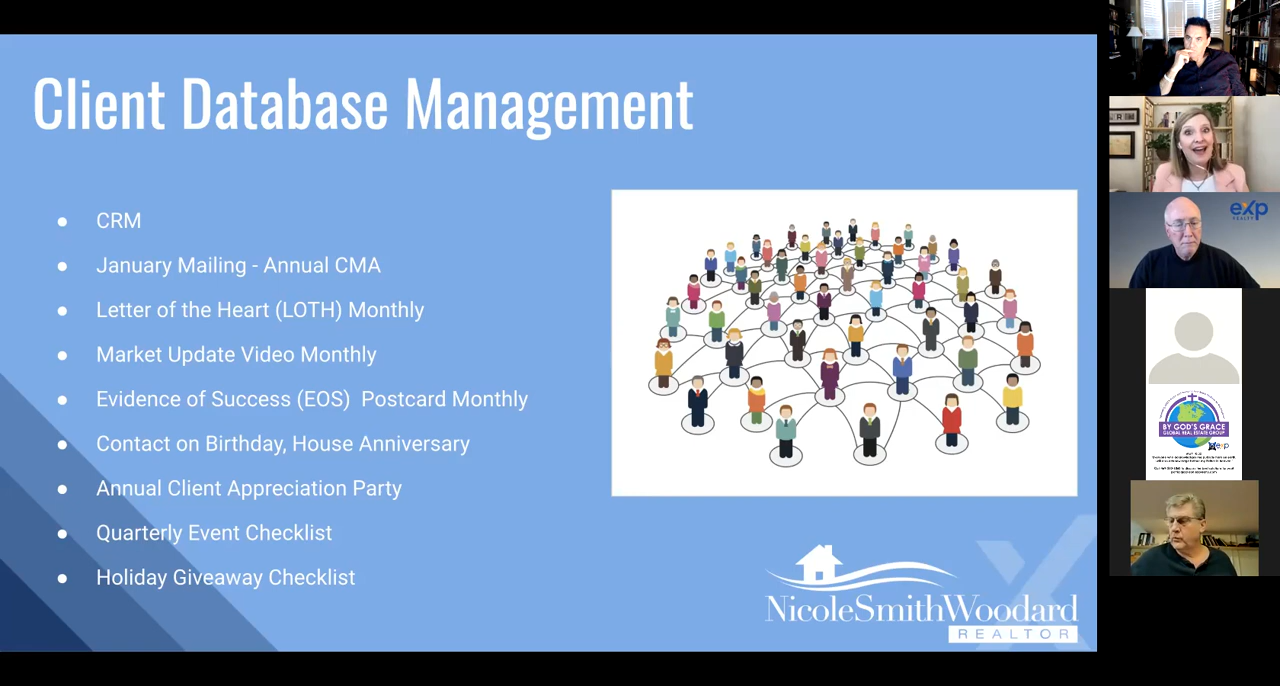 Client Database Management
● CRM
● January Mailing - Annual CMA
● Letter of the Heart (LOTH) Monthly
● Market Update Video Monthly
● Evidence of Success (EOS)  Postcard Monthly
● Contact on Birthday, House Anniversary
● Annual Client Appreciation Party
● Quarterly Event Checklist
● Holiday Giveaway Checklist
NicoleSmithWoodard
REALTOR
eXp
REALTY
BY GOD'S GRACE
GLOBAL REAL ESTATE GROUP
eXp